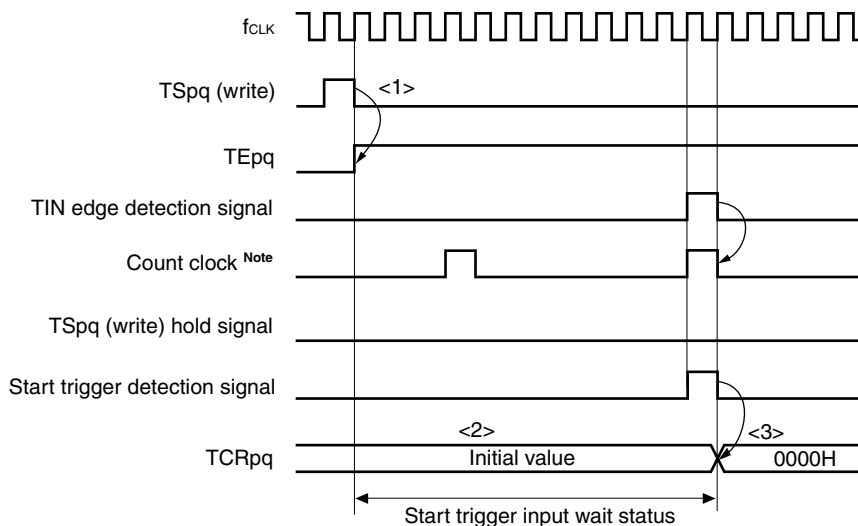 fCLK
TSpq (write)
<1>
TEpq
TIN edge detection signal
Count clock Note
TSpq (write) hold signal
Start trigger detection signal
<2>
<3>
TCRpq
Initial value
0000H
Start trigger input wait status